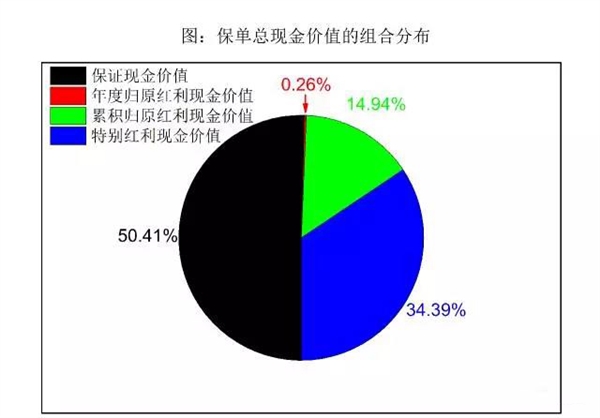 图：保单总现金价值的组合分布
保证现金价值
年度归原红利现金价值
累积归原红利现金价值
特别红利现金价值
0.26%
14.94%
50.41%
34.39%